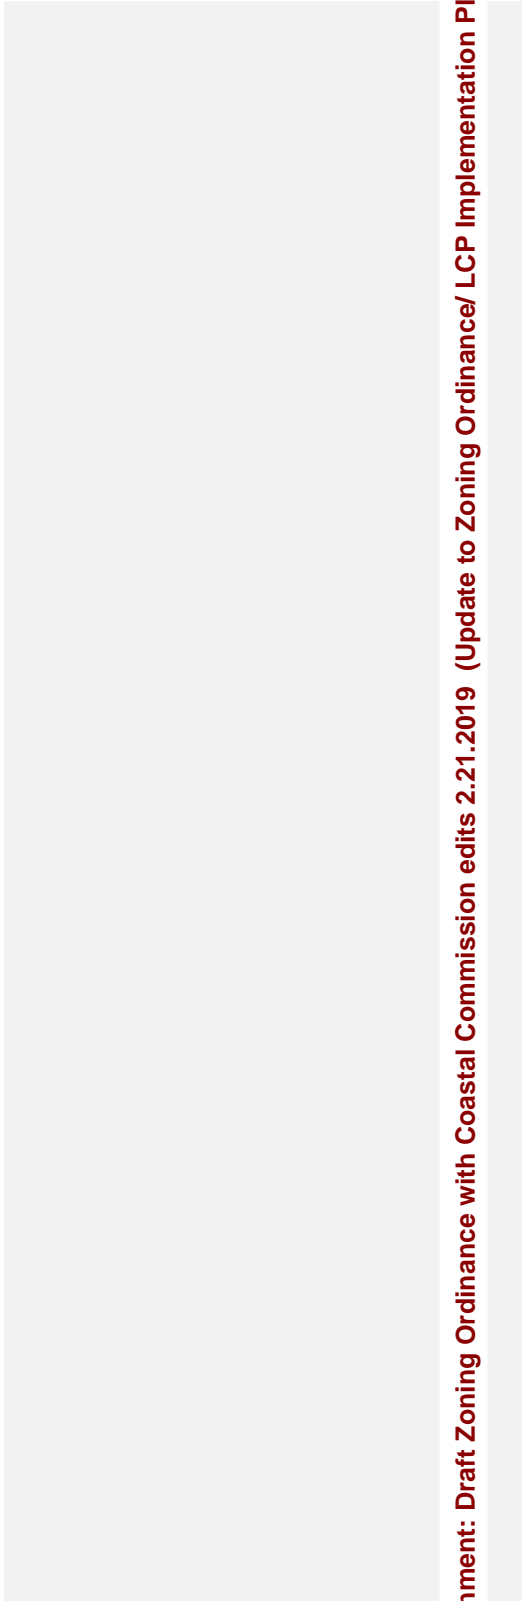 nment: Draft Zoning Ordinance with Coastal Commission edits 2.21.2019 (Update to Zoning Ordinance/ LCP Implementation Pl